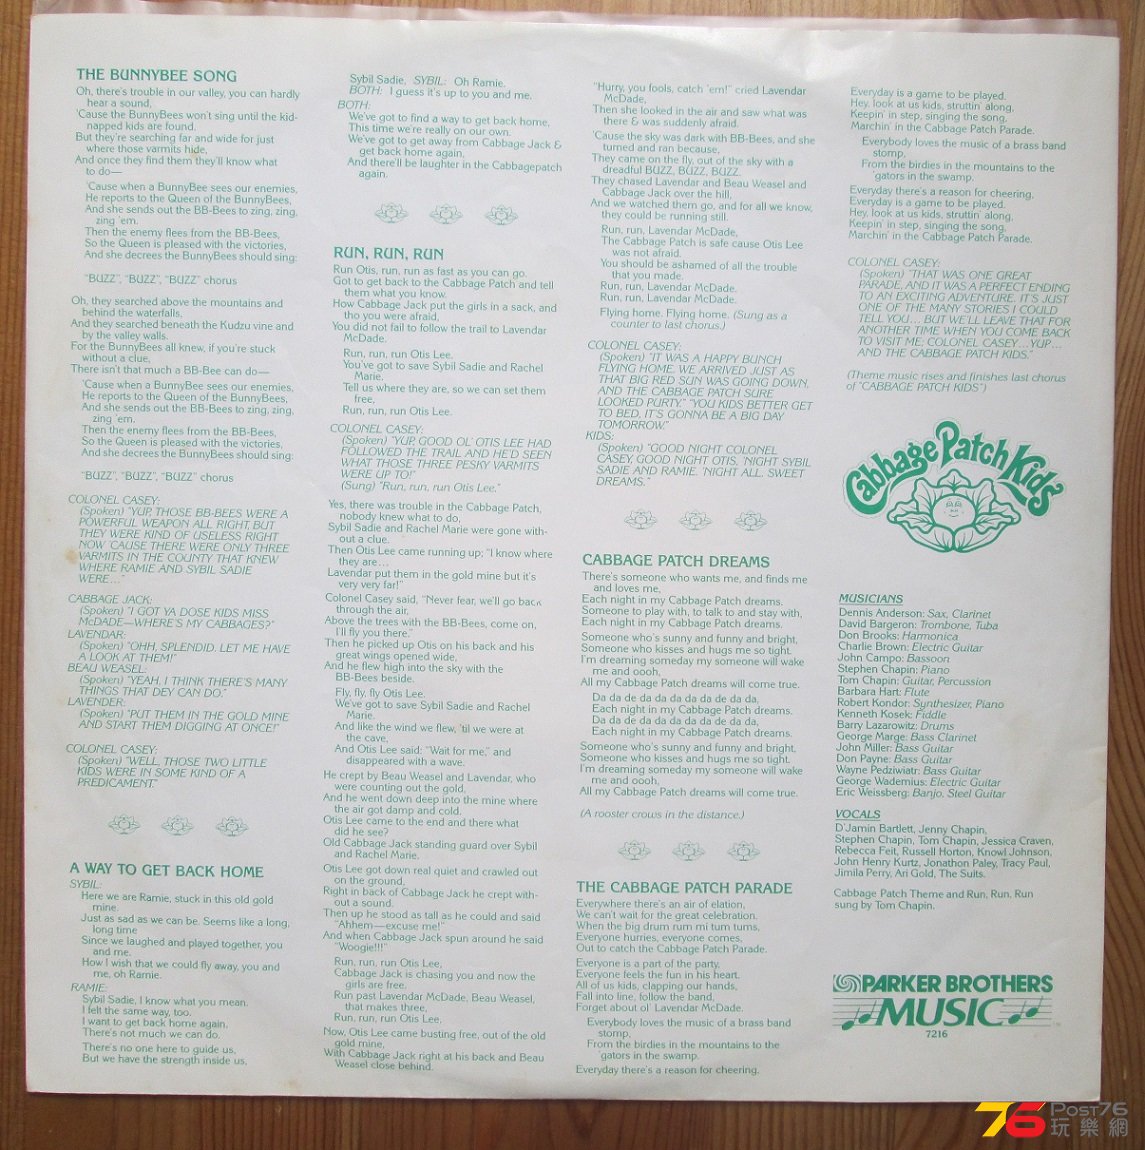 THE BUNNYBEE SONG
Oh, there's trouble in our valley, you can hardly
hear a sound,
'Cause the BunnyBees won't sing until the kid-
napped kids are found.
But they're searching far and wide for just
where those varmits hide,
And once they find them they'll know what
to do—
'Cause when a BunnyBee sees our enemies,
He reports to the Queen of the BunnyBees,
And she sends out the BB-Bees to zing, zing,
zing 'em.
Then the enemy flees from the BB-Bees,
So the Queen is pleased with the victories,
And she decrees the BunnyBees should sing:
"BUZZ", "BUZZ", "BUZZ" chorus
Oh, they searched above the mountains and
behind the waterfalls.
And they searched beneath the Kudzu vine and
by the valley walls.
For the BunnyBees all knew, if you're stuck
without a clue,
There isn't that much a BB-Bee can do—
'Cause when a BunnyBee sees our enemies,
He reports to the Queen of the BunnyBees,
And she sends out the BB-Bees to zing, zing,
zing 'em.
Then the enemy flees from the BB-Bees,
So the Queen is pleased with the victories,
And she decrees the BunnyBees should sing:
"BUZZ", "BUZZ", "BUZZ" chorus
COLONEL CASEY:
(Spoken) "YUP, THOSE BB-BEES WERE A
POWERFUL WEAPON ALL RIGHT, BUT
THEY WERE KIND OF USELESS RIGHT
NOW 'CAUSE THERE WERE ONLY THREE
VARMITS IN THE COUNTY THAT KNEW
WHERE RAMIE AND SYBIL SADIE
WERE…"
CABBAGE JACK:
(Spoken) "I GOT YA DOSE KIDS MISS
McDADE—WHERE'S MY CABBAGES?"
LAVENDAR:
(Spoken) "OHH, SPLENDID. LET ME HAVE
A LOOK AT THEM!"
BEAU WEASEL:
(Spoken) "YEAH, I THINK THERE'S MANY
THINGS THAT DEY CAN DO."
LAVENDER:
(Spoken) "PUT THEM IN THE GOLD MINE
AND START THEM DIGGING AT ONCE!"
COLONEL CASEY:
(Spoken) "WELL, THOSE TWO LITTLE
KIDS WERE IN SOME KIND OF A
PREDICAMENT.
A WAY TO GET BACK HOME
SYBIL:
Here we are Ramie, stuck in this old gold
mine.
Just as sad as we can be. Seems like a long,
long time
Since we laughed and played together, you
and me.
How I wish that we could fly away, you and
me, oh Ramie.
RAMIE:
Sybil Sadie, I know what you mean.
I felt the same way, too.
I want to get back home again.
There's not much we can do.
There's no one here to guide us,
But we have the strength inside us,
Sybil Sadie, SYBIL: Oh Ramie,
BOTH: I guess it's up to you and me.
BOTH:
We've got to find a way to get back home,
This time we're really on our own.
We've got to get away from Cabbage Jack &
get back home again,
And there'll be laughter in the Cabbagepatch
again.
RUN, RUN, RUN
Run Otis, run, run as fast as you can go.
Got to get back to the Cabbage Patch and tell
them what you know.
How Cabbage Jack put the girls in a sack, and
tho you were afraid,
You did not fail to follow the trail to Lavendar
McDade.
Run, run, run Otis Lee.
You've got to save Sybil Sadie and Rachel
Marie,
Tell us where they are, so we can set them
free,
Run, run, run Otis Lee.
COLONEL CASEY:
(Spoken) "YUP, GOOD OL' OTIS LEE HAD
FOLLOWED THE TRAIL AND HE'D SEEN
WHAT THOSE THREE PESKY VARMITS
WERE UP TO!"
(Sung) "Run, run, run Otis Lee."
Yes, there was trouble in the Cabbage Patch,
nobody knew what to do,
Sybil Sadie and Rachel Marie were gone with-
out a clue.
Then Otis Lee came running up; "I know where
they are…
Lavendar put them in the gold mine but it's
very very far!"
Colonel Casey said, "Never fear, we'll go back
through the air,
Above the trees with the BB-Bees, come on,
I'll fly you there."
Then he picked up Otis on his back and his
great wings opened wide,
And he flew high into the sky with the
BB-Bees beside.
Fly, fly, fly Otis Lee.
We've got to save Sybil Sadie and Rachel
Marie.
And like the wind we flew, 'til we were at
the cave,
And Otis Lee said: "Wait for me," and
disappeared with a wave.
He crept by Beau Weasel and Lavendar, who
were counting out the gold,
And he went down deep into the mine where
the air got damp and cold.
Otis Lee came to the end and there what
did he see?
Old Cabbage Jack standing guard over Sybil
and Rachel Marie.
Otis Lee got down real quiet and crawled out
on the ground,
Right in back of Cabbage Jack he crept with-
out a sound.
Then up he stood as tall as he could and said
"Ahhem—excuse me!"
And when Cabbage Jack spun around he said
"Woogie!!!"
Run, run, run Otis Lee,
Cabbage Jack is chasing you and now the
girls are free.
Run past Lavendar McDade, Beau Weasel,
that makes three,
Run, run, run Otis Lee.
Now, Otis Lee came busting free, out of the old
gold mine,
With Cabbage Jack right at his back and Beau
Weasel close behind.
"Hurry, you fools, catch 'em!" cried Lavendar
McDade,
Then she looked in the air and saw what was
there & was suddenly afraid.
'Cause the sky was dark with BB-Bees, and she
turned and ran because,
They came on the fly, out of the sky with a
dreadful BUZZ, BUZZ, BUZZ.
They chased Lavendar and Beau Weasel and
Cabbage Jack over the hill,
And we watched them go, and for all we know,
they could be running still.
Run, run, Lavendar McDade,
The Cabbage Patch is safe cause Otis Lee
was not afraid.
You should be ashamed of all the trouble
that you made.
Run, run, Lavendar McDade.
Run, run, Lavendar McDade.
Flying home. Flying home. (Sung as a
counter to last chorus.)
COLONEL CASEY:
(Spoken) "IT WAS A HAPPY BUNCH
FLYING HOME. WE ARRIVED JUST AS
THAT BIG RED SUN WAS GOING DOWN,
AND THE CABBAGE PATCH SURE
LOOKED PURTY." "YOU KIDS BETTER GET
TO BED, IT'S GONNA BE A BIG DAY
TOMORROW."
KIDS:
(Spoken) "GOOD NIGHT COLONEL
CASEY, GOOD NIGHT OTIS, 'NIGHT SYBIL
SADIE AND RAMIE. 'NIGHT ALL. SWEET
DREAMS."
CABBAGE PATCH DREAMS
There's someone who wants me, and finds me
and loves me,
Each night in my Cabbage Patch dreams.
Someone to play with, to talk to and stay with,
Each night in my Cabbage Patch dreams.
Someone who's sunny and funny and bright,
Someone who kisses and hugs me so tight.
I'm dreaming someday my someone will wake
me and oooh,
All my Cabbage Patch dreams will come true.
Da da de da da da da da de da da,
Each night in my Cabbage Patch dreams.
Da da de da da da da da de da da,
Each night in my Cabbage Patch dreams.
Someone who's sunny and funny and bright,
Someone who kisses and hugs me so tight.
I'm dreaming someday my someone will wake
me and oooh,
All my Cabbage Patch dreams will come true.
(A rooster crows in the distance.)
THE CABBAGE PATCH PARADE
Everywhere there's an air of elation,
We can't wait for the great celebration.
When the big drum rum mi tum tums,
Everyone hurries, everyone comes,
Out to catch the Cabbage Patch Parade.
Everyone is a part of the party,
Everyone feels the fun in his heart.
All of us kids, clapping our hands,
Fall into line, follow the band,
Forget about ol' Lavendar McDade.
Everybody loves the music of a brass band
stomp,
From the birdies in the mountains to the
'gators in the swamp.
Everyday there's a reason for cheering,
Everyday is a game to be played.
Hey, look at us kids, struttin' along,
Keepin' in step, singing the song,
Marchin' in the Cabbage Patch Parade.
Everybody loves the music of a brass band
stomp,
From the birdies in the mountains to the
'gators in the swamp.
Everyday there's a reason for cheering,
Everyday is a game to be played.
Hey, look at us kids, struttin' along,
Keepin' in step, singing the song,
Marchin' in the Cabbage Patch Parade.
COLONEL CASEY:
(Spoken) "THAT WAS ONE GREAT
PARADE, AND IT WAS A PERFECT ENDING
TO AN EXCITING ADVENTURE. IT'S JUST
ONE OF THE MANY STORIES I COULD
TELL YOU… BUT WE'LL LEAVE THAT FOR
ANOTHER TIME WHEN YOU COME BACK
TO VISIT ME, COLONEL CASEY…YUP…
AND THE CABBAGE PATCH KIDS."
(Theme music rises and finishes last chorus
of "CABBAGE PATCH KIDS")
Cabbage Patch Kids
MUSICIANS
Dennis Anderson: Sax, Clarinet
David Bargeron: Trombone, Tuba
Don Brooks: Harmonica
Charlie Brown: Electric Guitar
John Campo: Bassoon
Stephen Chapin: Piano
Tom Chapin: Guitar, Percussion
Barbara Hart: Flute
Robert Kondor: Synthesizer, Piano
Kenneth Kosek: Fiddle
Barry Lazarowitz: Drums
George Marge: Bass Clarinet
John Miller: Bass Guitar
Don Payne: Bass Guitar
Wayne Pedziwiatr: Bass Guitar
George Wademius: Electric Guitar
Eric Weissberg: Banjo, Steel Guitar
VOCALS
D'Jamin Bartlett, Jenny Chapin,
Stephen Chapin, Tom Chapin, Jessica Craven,
Rebecca Feit, Russell Horton, Knowl Johnson,
John Henry Kurtz, Jonathon Paley, Tracy Paul,
Jimila Perry, Ari Gold, The Suits.
Cabbage Patch Theme and Run, Run, Run
sung by Tom Chapin.
PARKER BROTHERS
MUSIC
7216
76 Post76
玩樂網